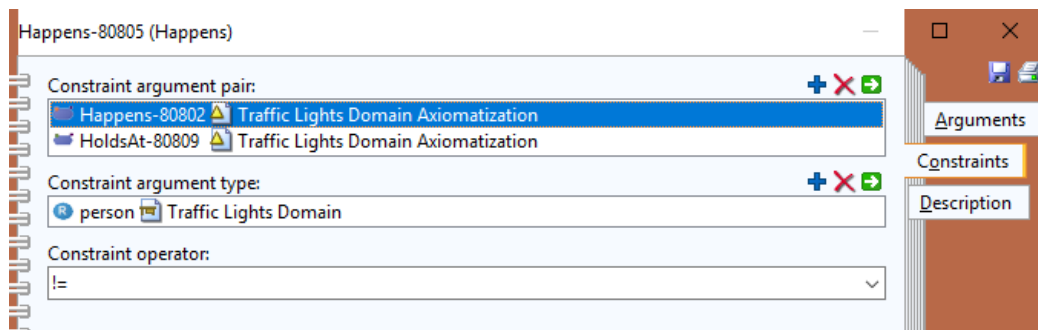 Happens-80805 (Happens)
Constraint argument pair:
Happens-80802 Traffic Lights Domain Axiomatization
HoldsAt-80809 Traffic Lights Domain Axiomatization
Arguments
Constraints
Constraint argument type:
R person Traffic Lights Domain
Description
Constraint operator:
!=